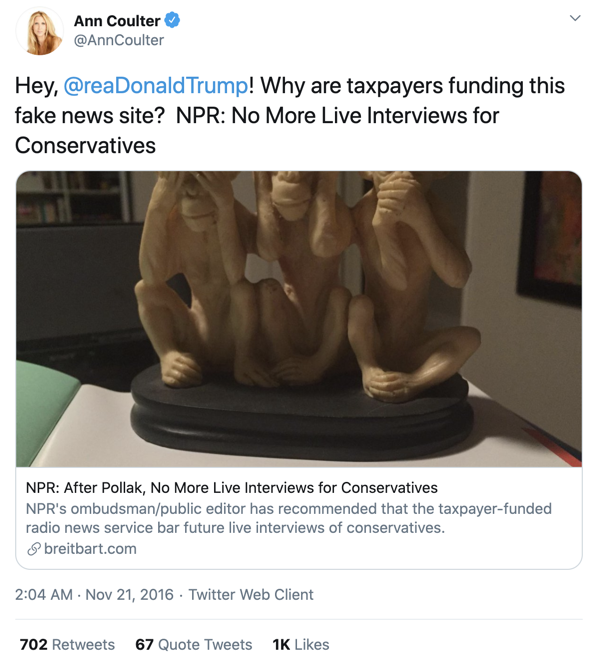 Ann Coulter
@AnnCoulter
Hey, @reaDonaldTrump! Why are taxpayers funding this
fake news site?  NPR: No More Live Interviews for
Conservatives
NPR: After Pollak, No More Live Interviews for Conservatives
NPR's ombudsman/public editor has recommended that the taxpayer-funded
radio news service bar future live interviews of conservatives.
breitbart.com
2:04 AM · Nov 21, 2016 · Twitter Web Client
702 Retweets 67 Quote Tweets 1K Likes